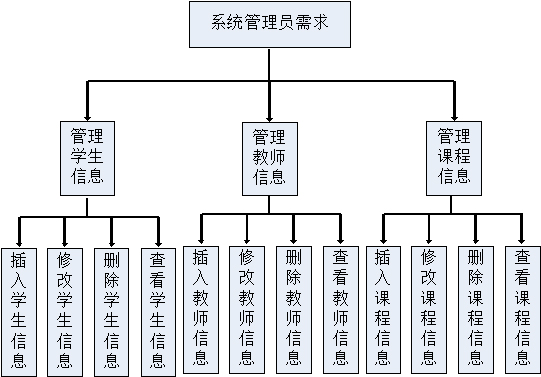 系统管理员需求
管理
学生
信息
管理
教师
信息
管理
课程
信息
插入学生信息
修改学生信息
删除学生信息
查看学生信息
插入教师信息
修改教师信息
删除教师信息
查看教师信息
插入课程信息
修改课程信息
删除课程信息
查看课程信息